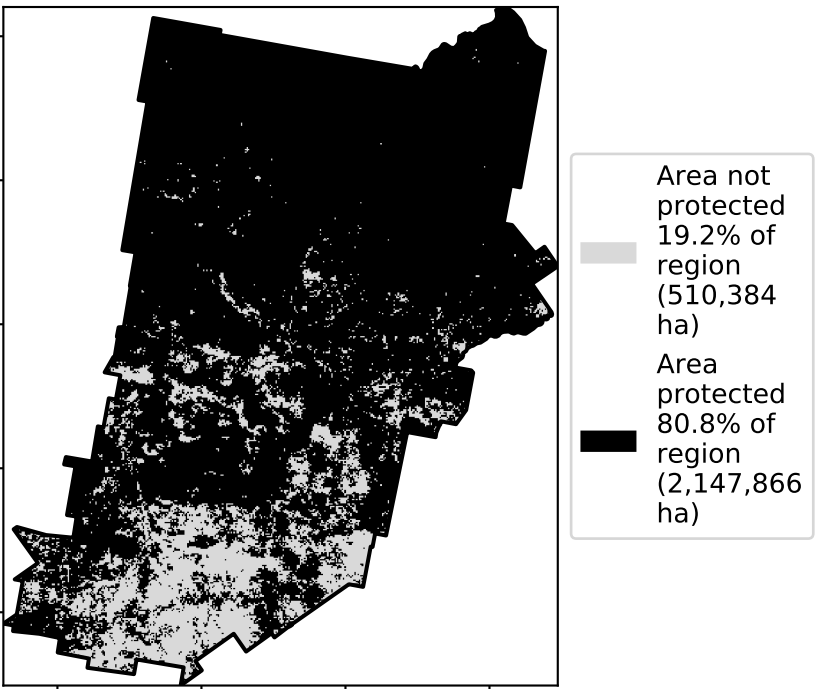 Area not
protected
19.2% of
region
(510,384
ha)
Area
protected
80.8% of
region
(2,147,866
ha)